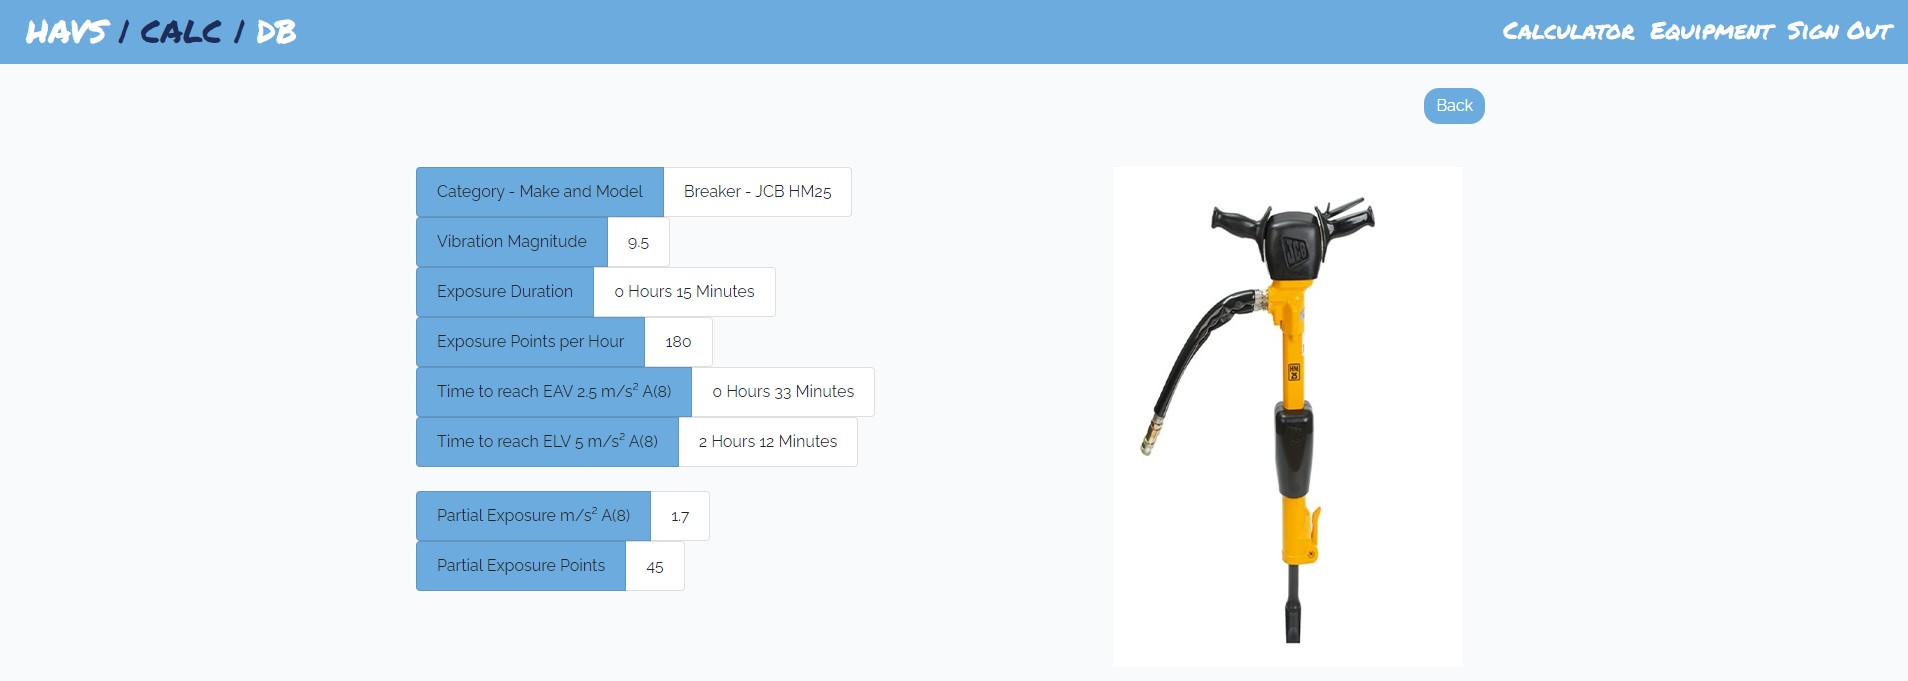 HAVS | CALC | DB
Calculator Equipment Sign Out
Back
Category - Make and Model Breaker - JCB HM25
Vibration Magnitude 9.5
Exposure Duration 0 Hours 15 Minutes
Exposure Points per Hour 180
Time to reach EAV 2.5 m/s² A(8) 0 Hours 33 Minutes
Time to reach ELV 5 m/s² A(8) 2 Hours 12 Minutes
Partial Exposure m/s² A(8) 1.7
Partial Exposure Points 45
JCB
HM
25